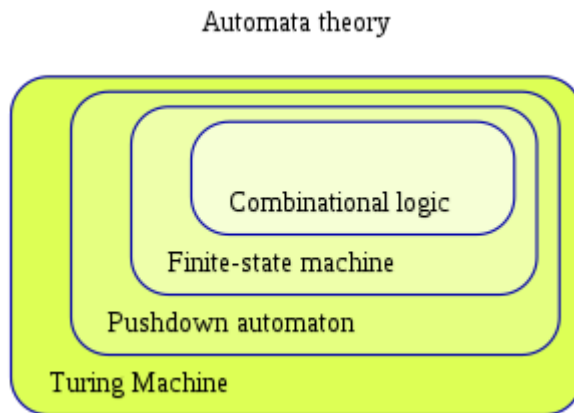 Automata theory
Combinational logic
Finite-state machine
Pushdown automaton
Turing Machine